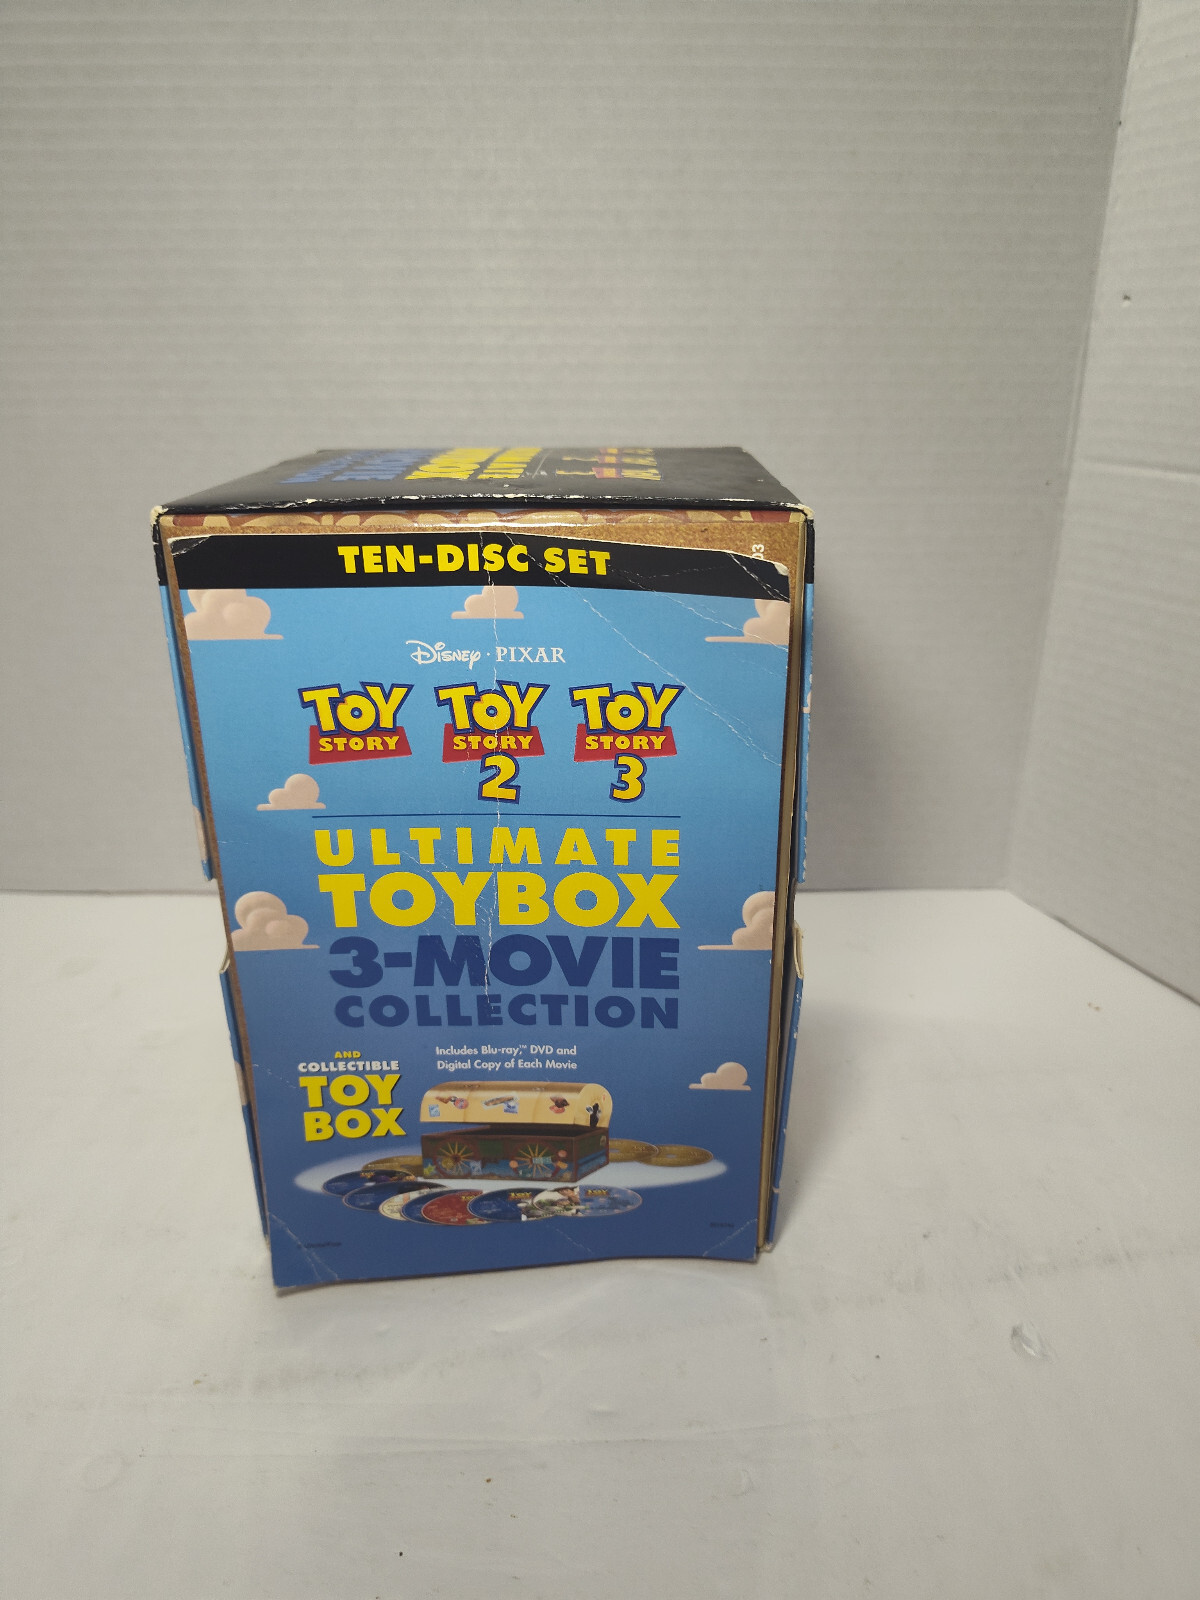 TEN-DISC SET
Disney · PIXAR
TOY STORY
TOY STORY 2
TOY STORY 3
ULTIMATE
TOYBOX
3-MOVIE
COLLECTION
AND
COLLECTIBLE
TOY
BOX
Includes Blu-ray,™ DVD and
Digital Copy of Each Movie